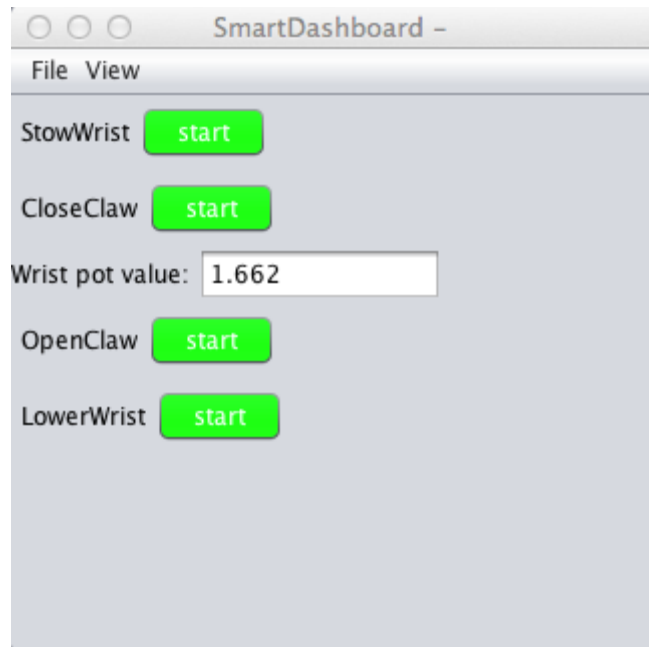 SmartDashboard –
File View
StowWrist start
CloseClaw start
Wrist pot value: 1.662
OpenClaw start
LowerWrist start